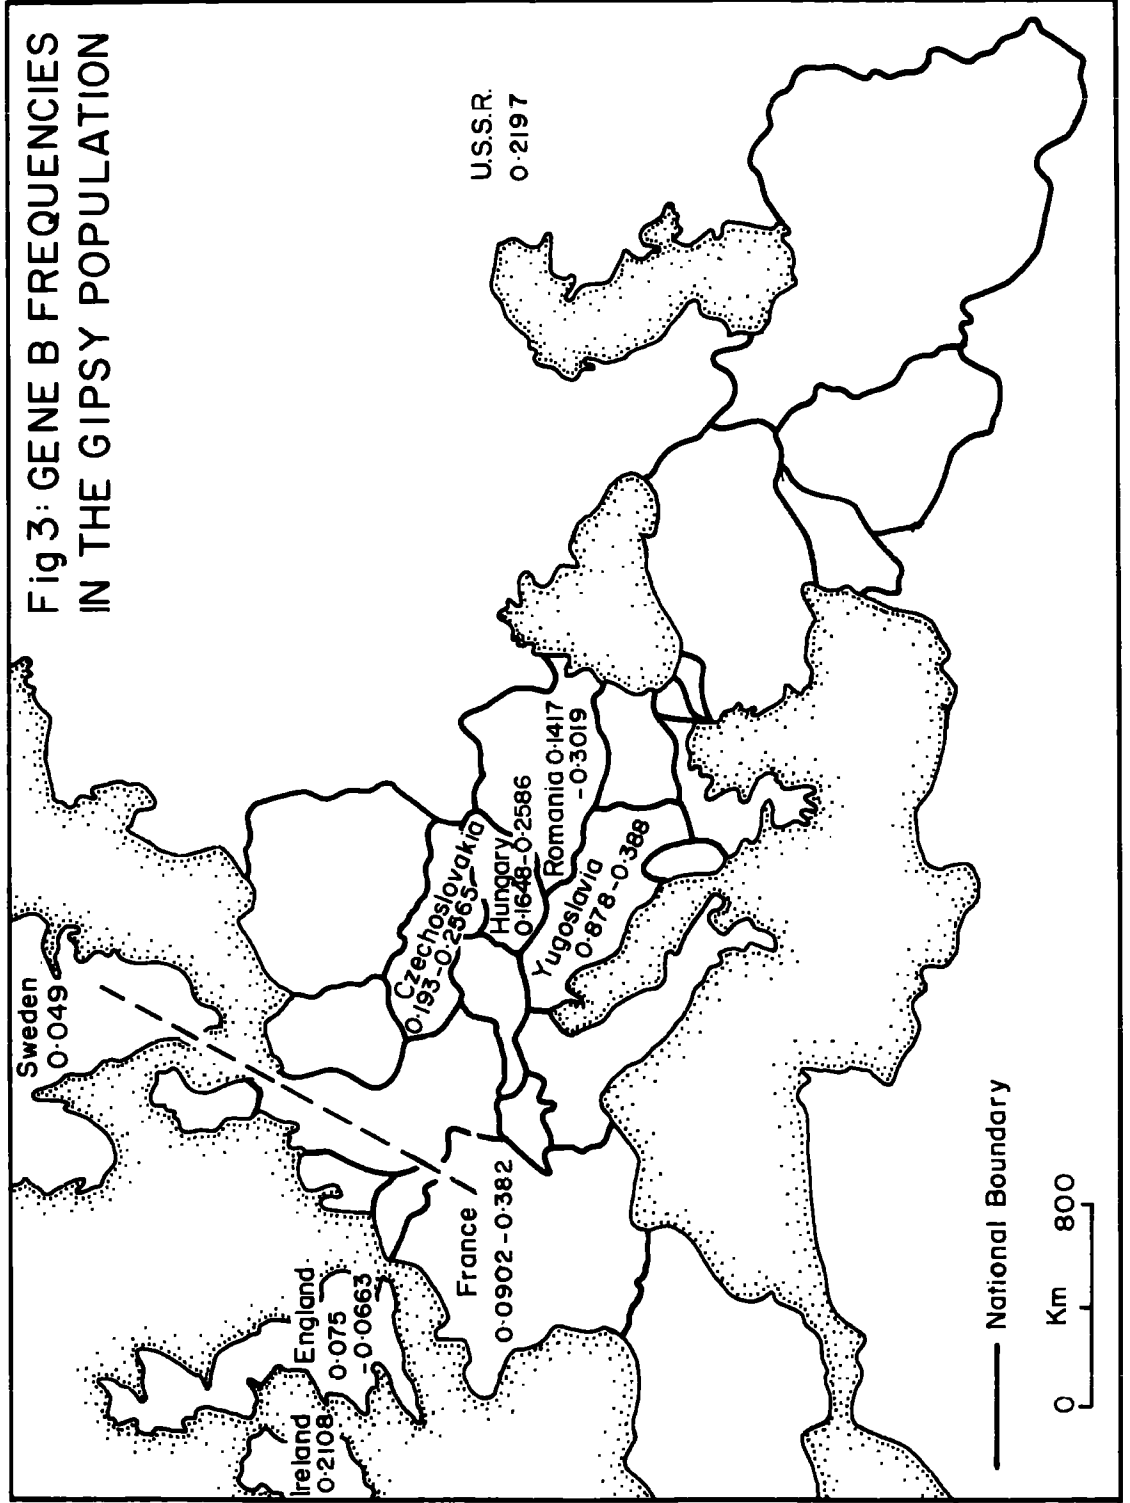 Fig 3: GENE B FREQUENCIES
IN THE GIPSY POPULATION
Sweden
0·049
U.S.S.R.
0·2197
Ireland
0·2108
England
0·075
-0·0663
Czechoslovakia
0·193-0·2565
Hungary
0·1648-0·2586
Romania 0·1417
-0·3019
France
0·0902-0·382
Yugoslavia
0·878-0·388
National Boundary
0 Km 800